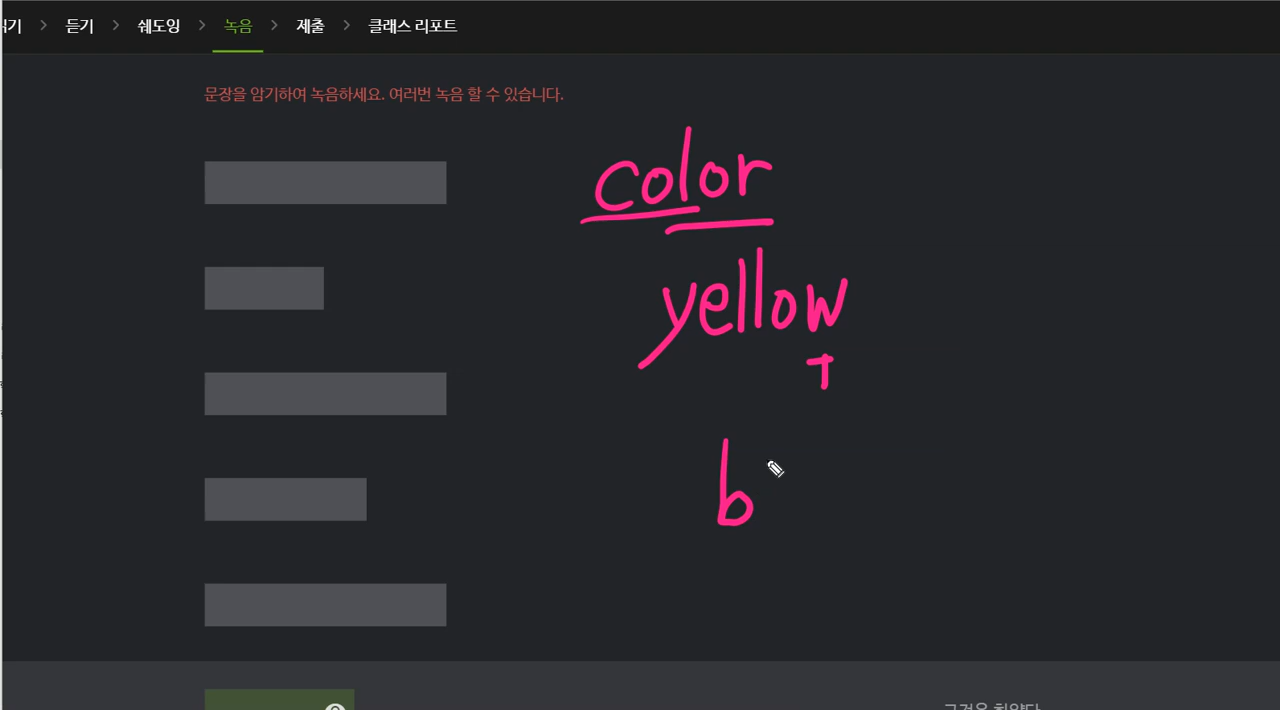 듣기 > 쉐도잉 > 녹음 > 제출 > 클래스 리포트
문장을 암기하여 녹음하세요. 여러번 녹음 할 수 있습니다.
color
yellow
ㅜ
b